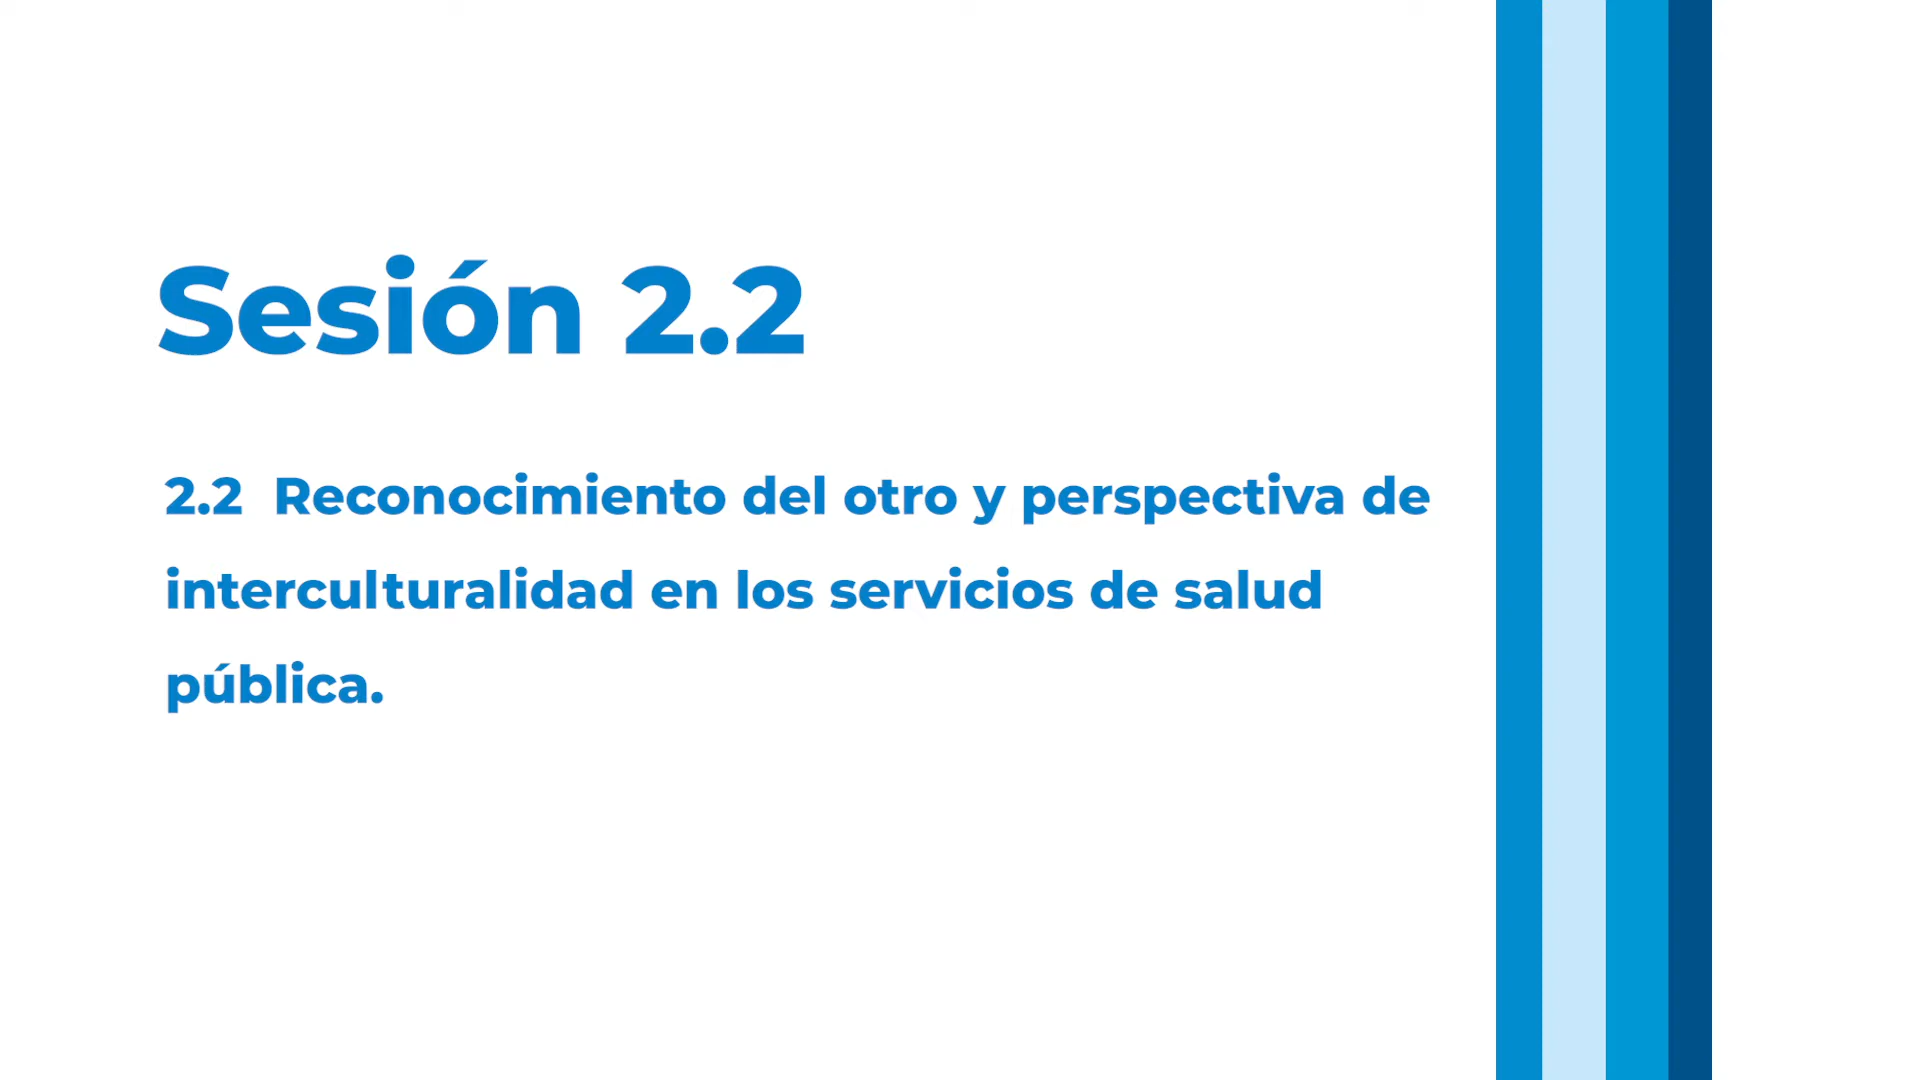 Sesión 2.2
2.2 Reconocimiento del otro y perspectiva de
interculturalidad en los servicios de salud
pública.